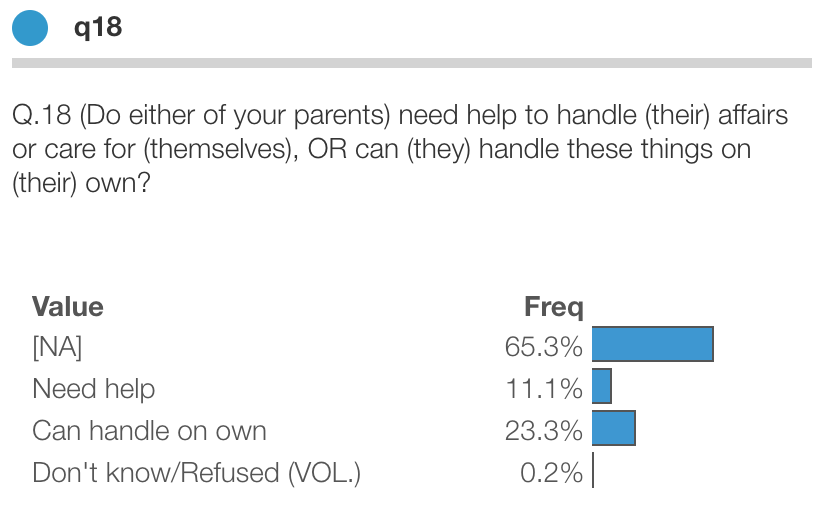 q18
Q.18 (Do either of your parents) need help to handle (their) affairs
or care for (themselves), OR can (they) handle these things on
(their) own?
Value Freq
[NA] 65.3%
Need help 11.1%
Can handle on own 23.3%
Don't know/Refused (VOL.) 0.2%